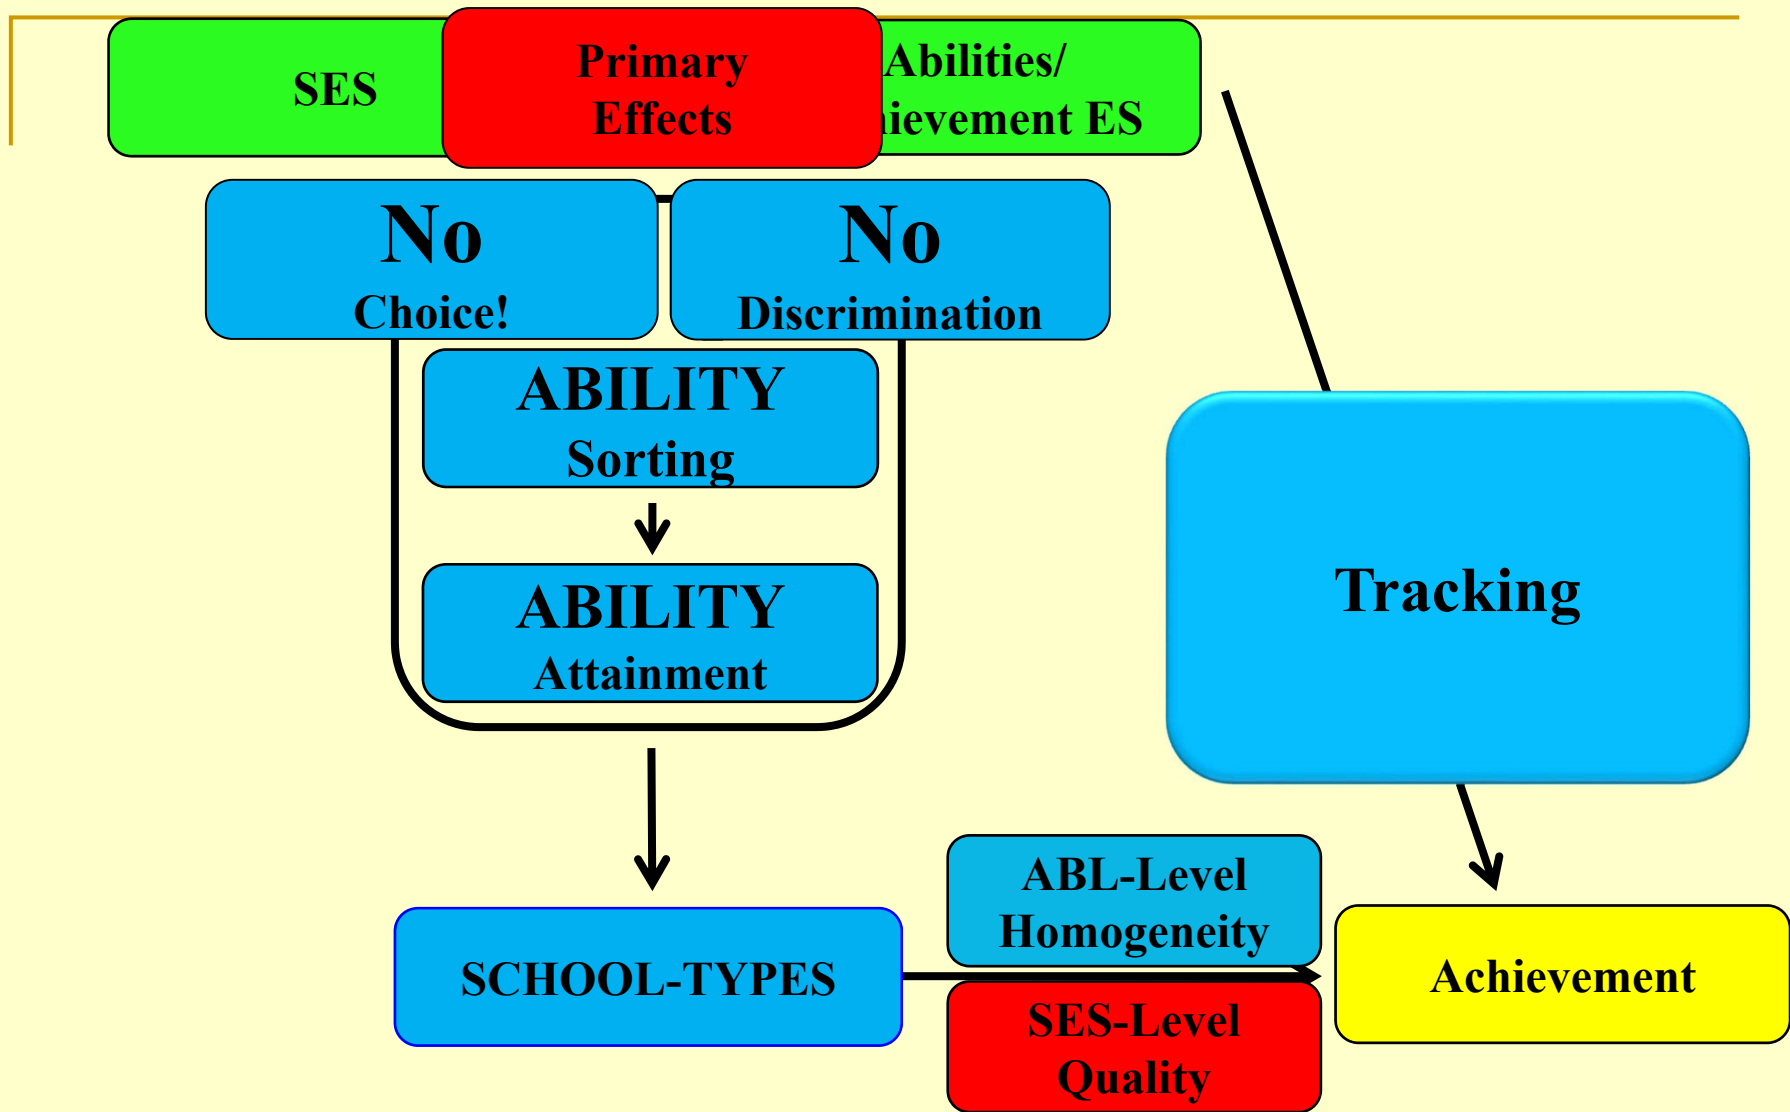 SES
Primary
Effects
Abilities/
ievement ES
No
Choice!
No
Discrimination
ABILITY
Sorting
ABILITY
Attainment
Tracking
ABL-Level
Homogeneity
SCHOOL-TYPES
Achievement
SES-Level
Quality